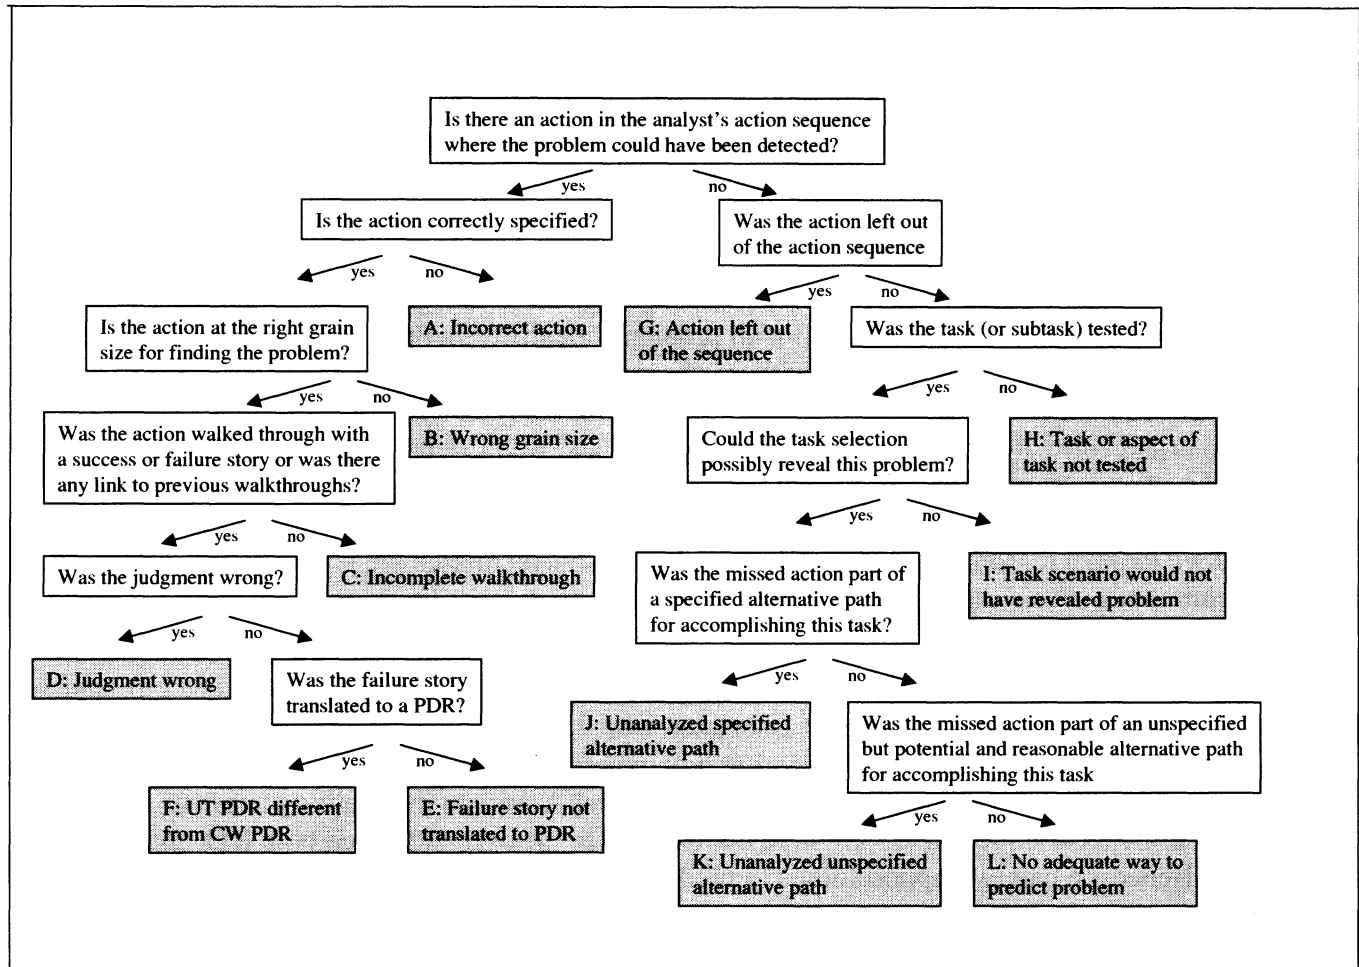 Is there an action in the analyst's action sequence
where the problem could have been detected?
yes
no
Is the action correctly specified?
Was the action left out
of the action sequence
yes
no
yes
no
Is the action at the right grain
size for finding the problem?
A: Incorrect action
G: Action left out
of the sequence
Was the task (or subtask) tested?
yes
no
yes
no
Was the action walked through with
a success or failure story or was there
any link to previous walkthroughs?
B: Wrong grain size
Could the task selection
possibly reveal this problem?
H: Task or aspect of
task not tested
yes
no
yes
no
Was the judgment wrong?
C: Incomplete walkthrough
Was the missed action part of
a specified alternative path
for accomplishing this task?
I: Task scenario would not
have revealed problem
yes
no
D: Judgment wrong
Was the failure story
translated to a PDR?
yes
no
J: Unanalyzed specified
alternative path
Was the missed action part of an unspecified
but potential and reasonable alternative path
for accomplishing this task
yes
no
F: UT PDR different
from CW PDR
E: Failure story not
translated to PDR
yes
no
K: Unanalyzed unspecified
alternative path
L: No adequate way to
predict problem